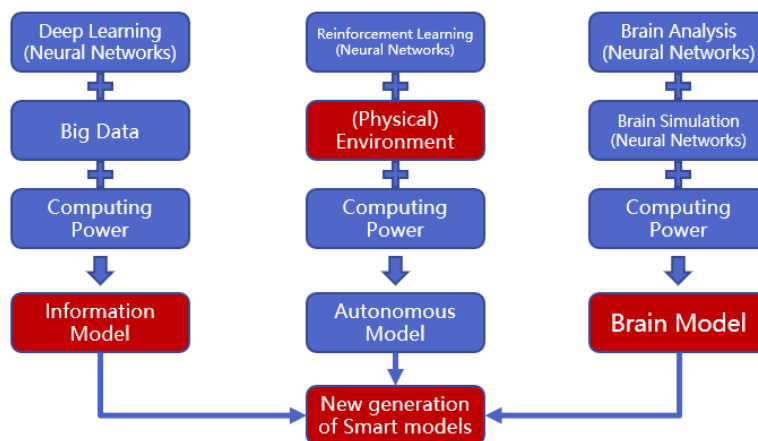 Deep Learning
(Neural Networks)
Big Data
Computing
Power
Information
Model
Reinforcement Learning
(Neural Networks)
(Physical)
Environment
Computing
Power
Autonomous
Model
Brain Analysis
(Neural Networks)
Brain Simulation
(Neural Networks)
Computing
Power
Brain Model
New generation
of Smart models